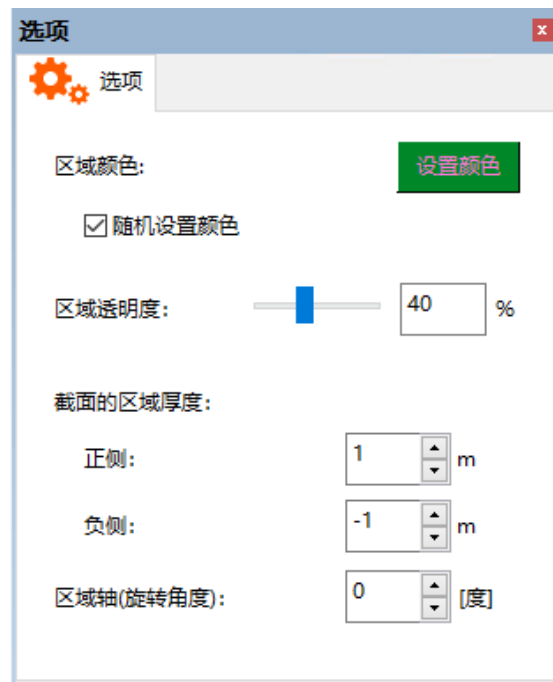 选项
选项
区域颜色:
设置颜色
随机设置颜色
区域透明度:
40 %
截面的区域厚度:
正侧: 1 m
负侧: -1 m
区域轴(旋转角度): 0 [度]